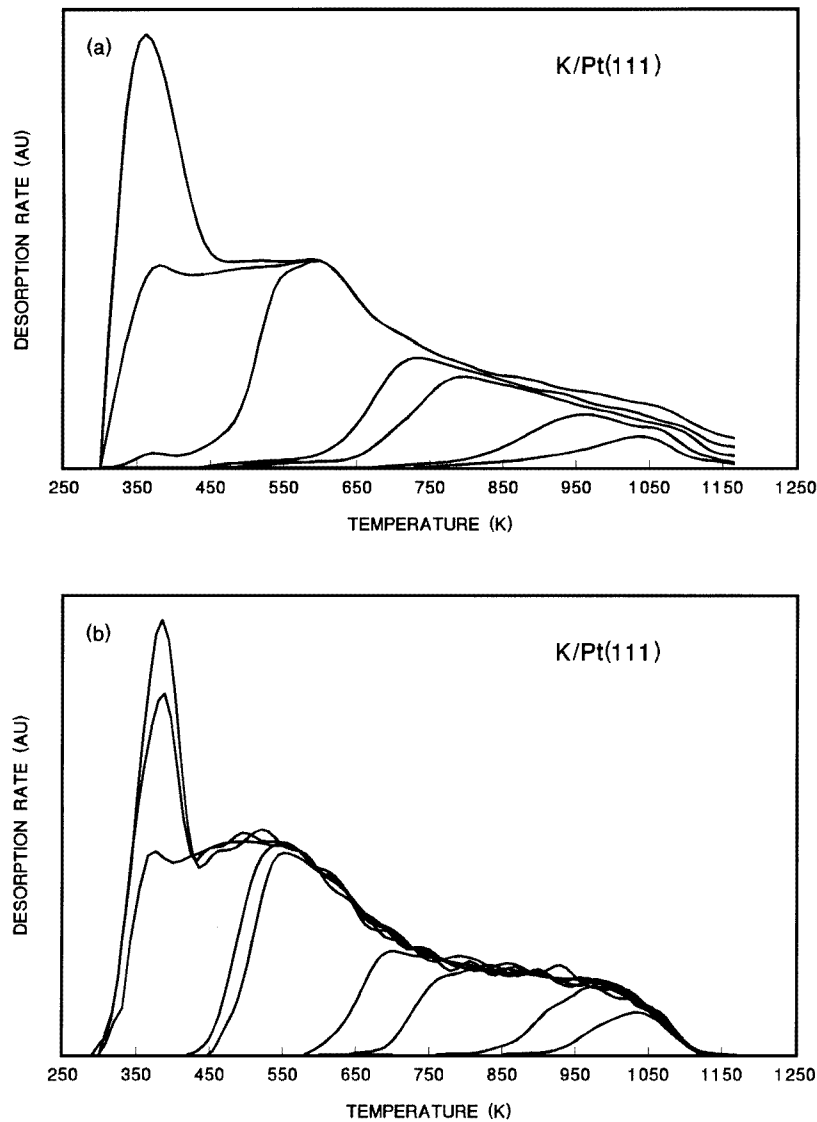 (a)
K/Pt(111)
DESORPTION RATE (AU)
250 350 450 550 650 750 850 950 1050 1150 1250
TEMPERATURE (K)
(b)
K/Pt(111)
DESORPTION RATE (AU)
250 350 450 550 650 750 850 950 1050 1150 1250
TEMPERATURE (K)